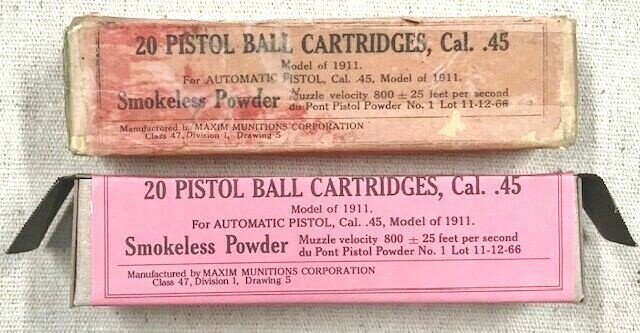 20 PISTOL BALL CARTRIDGES, Cal. .45
Model of 1911.
For AUTOMATIC PISTOL, Cal. .45, Model of 1911.
Smokeless Powder Muzzle velocity 800 ± 25 feet per second
du Pont Pistol Powder No. 1 Lot 11-12-66
Manufactured by MAXIM MUNITIONS CORPORATION
Class 47, Division 1, Drawing 5
20 PISTOL BALL CARTRIDGES, Cal. .45
Model of 1911.
For AUTOMATIC PISTOL, Cal. .45, Model of 1911.
Smokeless Powder Muzzle velocity 800 ± 25 feet per second
du Pont Pistol Powder No. 1 Lot 11-12-66
Manufactured by MAXIM MUNITIONS CORPORATION
Class 47, Division 1, Drawing 5